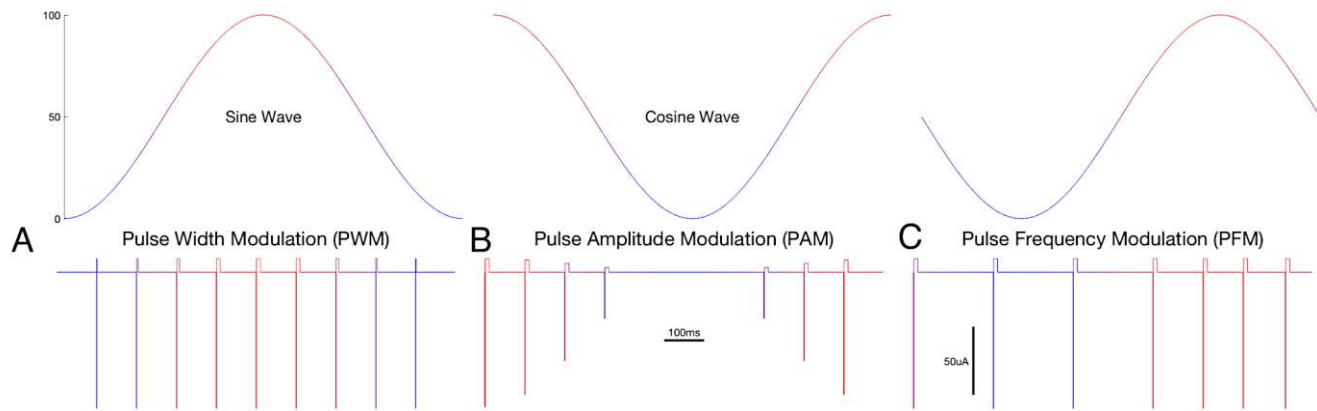 100
50
0
Sine Wave
Cosine Wave
A
Pulse Width Modulation (PWM)
B
Pulse Amplitude Modulation (PAM)
C
Pulse Frequency Modulation (PFM)
100ms
50uA